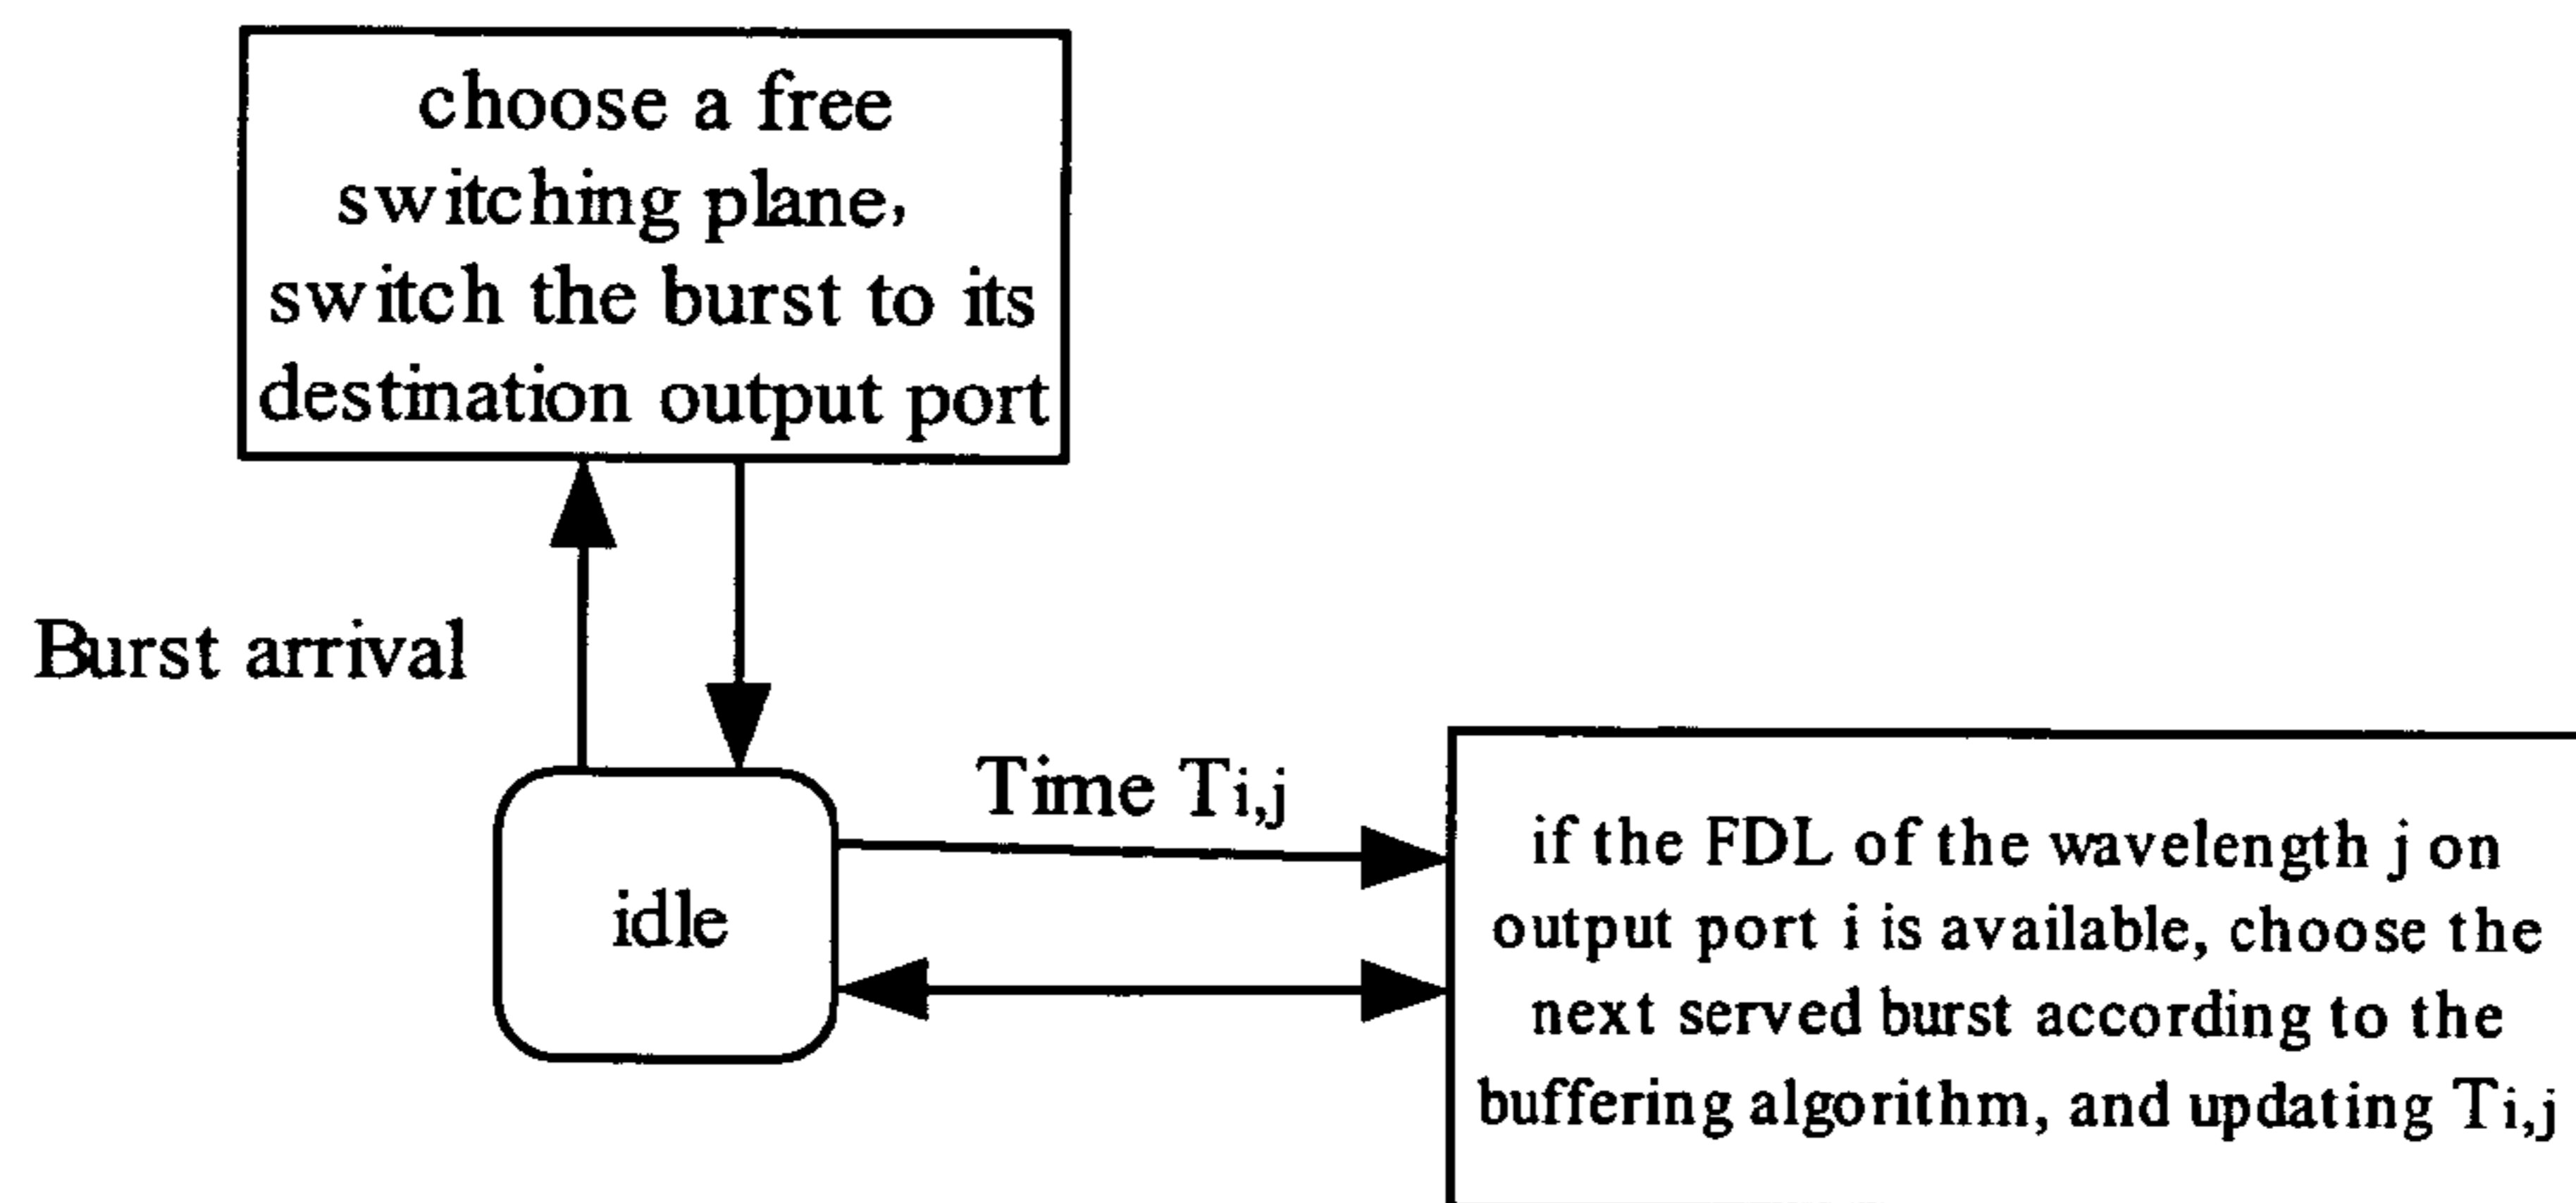 choose a free
switching plane,
switch the burst to its
destination output port
Burst arrival
Time Ti,j
idle
if the FDL of the wavelength j on
output port i is available, choose the
next served burst according to the
buffering algorithm, and updating Ti,j